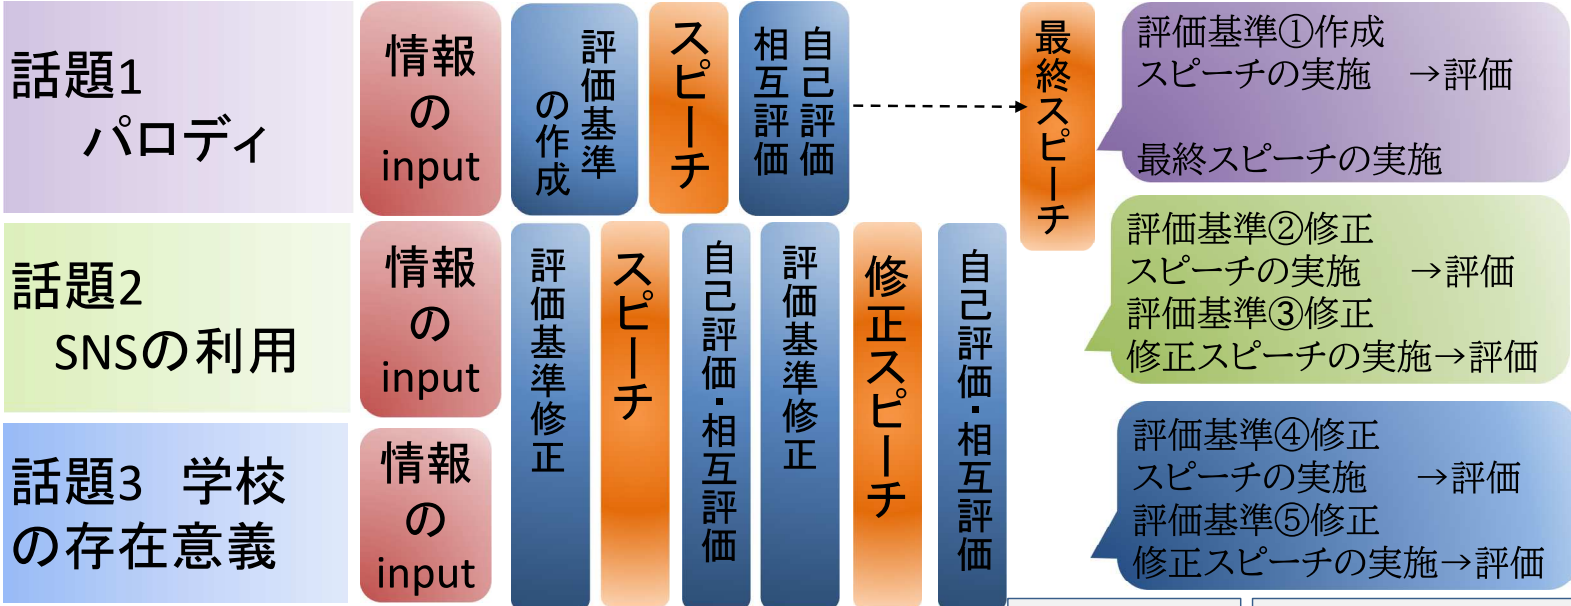 話題1
パロディ
情報
の
input
評価基準
の作成
スピーチ
自己評価
相互評価
最終スピーチ
評価基準①作成
スピーチの実施　→評価
最終スピーチの実施
話題2
SNSの利用
情報
の
input
評価基準修正
スピーチ
自己評価・相互評価
評価基準修正
修正スピーチ
自己評価・相互評価
評価基準②修正
スピーチの実施　→評価
評価基準③修正
修正スピーチの実施→評価
話題3　学校
の存在意義
情報
の
input
評価基準④修正
スピーチの実施　→評価
評価基準⑤修正
修正スピーチの実施→評価